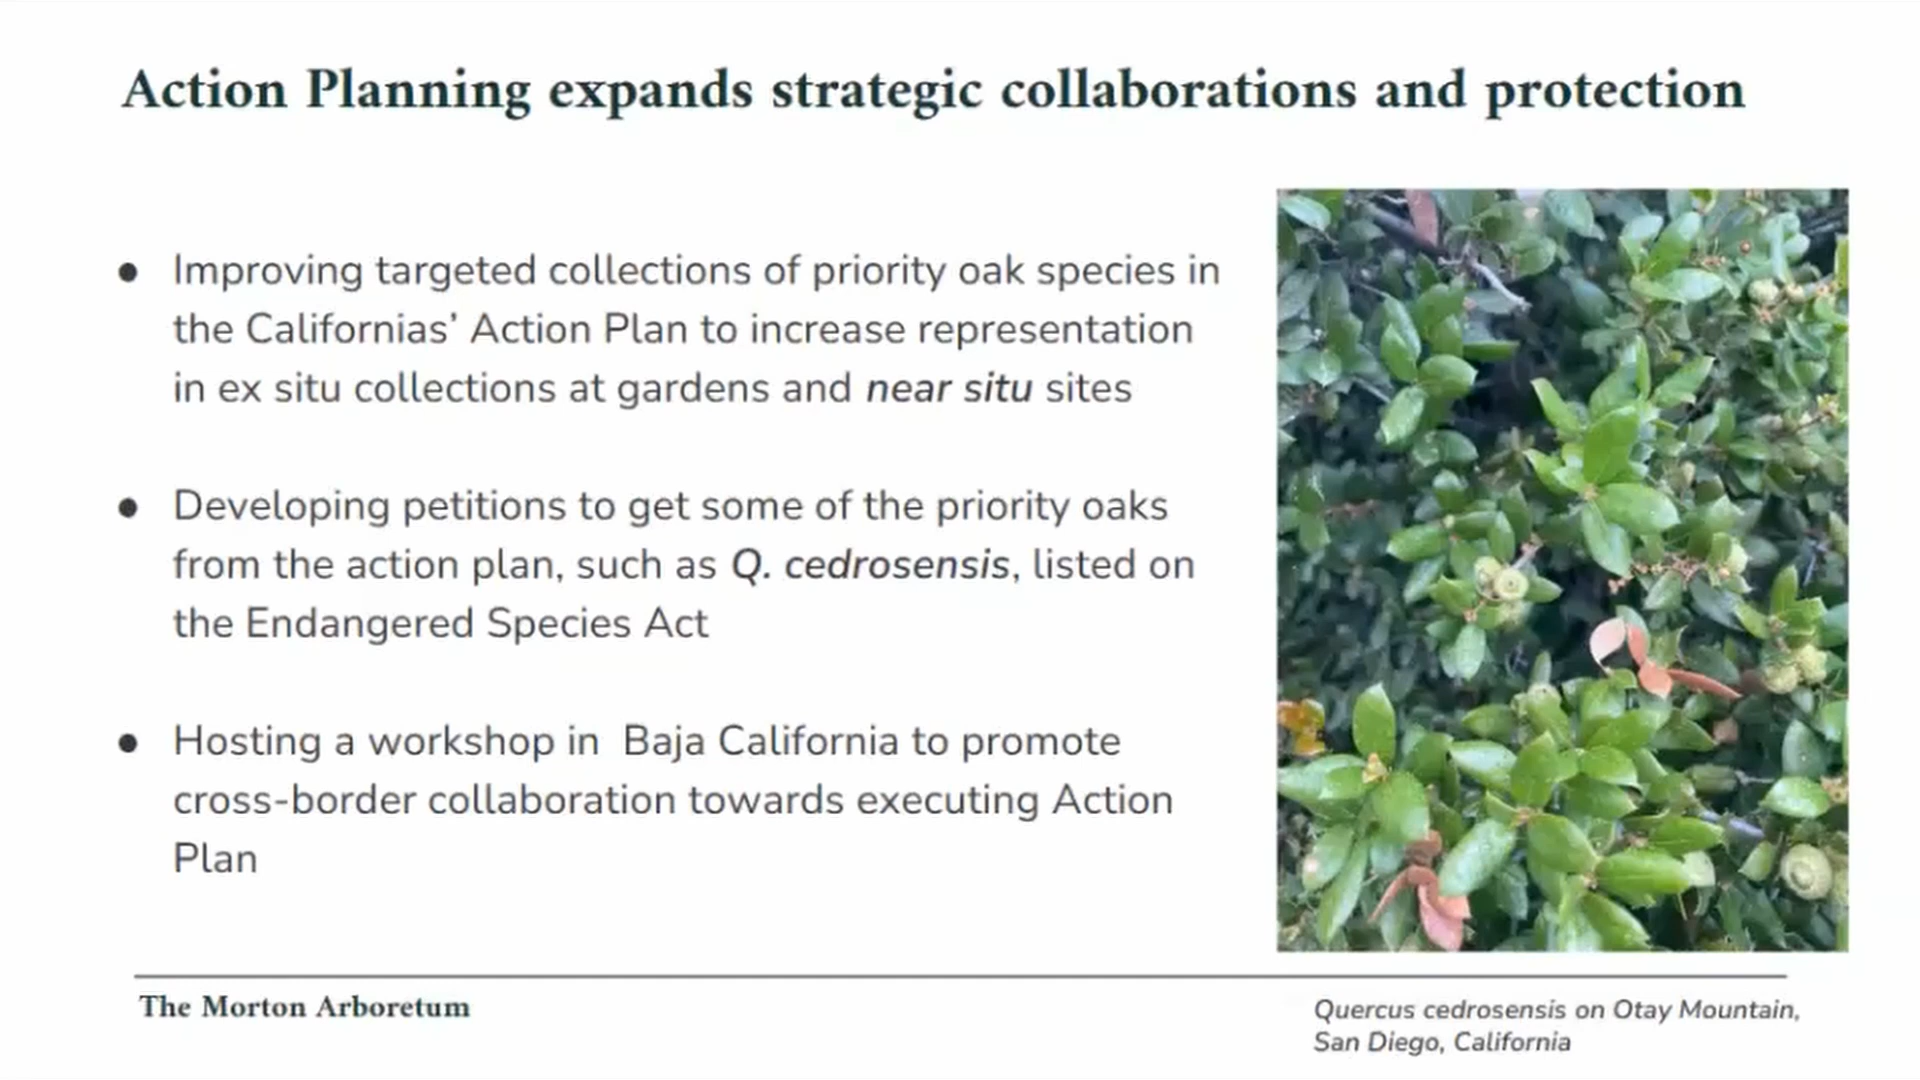 Action Planning expands strategic collaborations and protection
● Improving targeted collections of priority oak species in
the Californias’ Action Plan to increase representation
in ex situ collections at gardens and near situ sites
● Developing petitions to get some of the priority oaks
from the action plan, such as Q. cedrosensis, listed on
the Endangered Species Act
● Hosting a workshop in  Baja California to promote
cross-border collaboration towards executing Action
Plan
The Morton Arboretum
Quercus cedrosensis on Otay Mountain,
San Diego, California